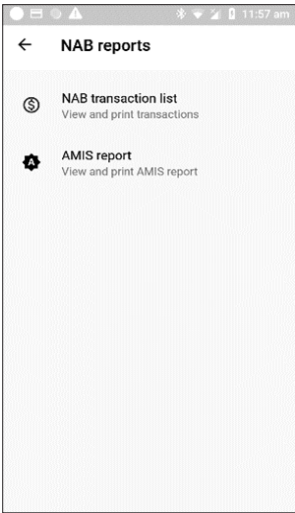 11:57 am
NAB reports
NAB transaction list
View and print transactions
A
AMIS report
View and print AMIS report